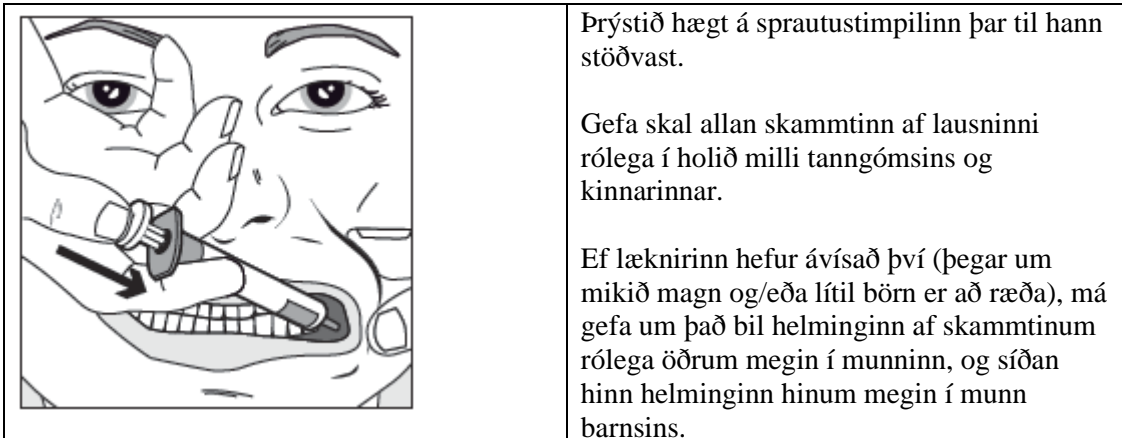 Þrýstið hægt á sprautustimpilinn þar til hann
stöðvast.
Gefa skal allan skammtinn af lausninni
rólega í holið milli tanngómsins og
kinnarinnar.
Ef læknirinn hefur ávísað því (þegar um
mikið magn og/eða lítil börn er að ræða), má
gefa um það bil helminginn af skammtinum
rólega öðrum megin í munninn, og síðan
hinn helminginn hinum megin í munn
barnsins.